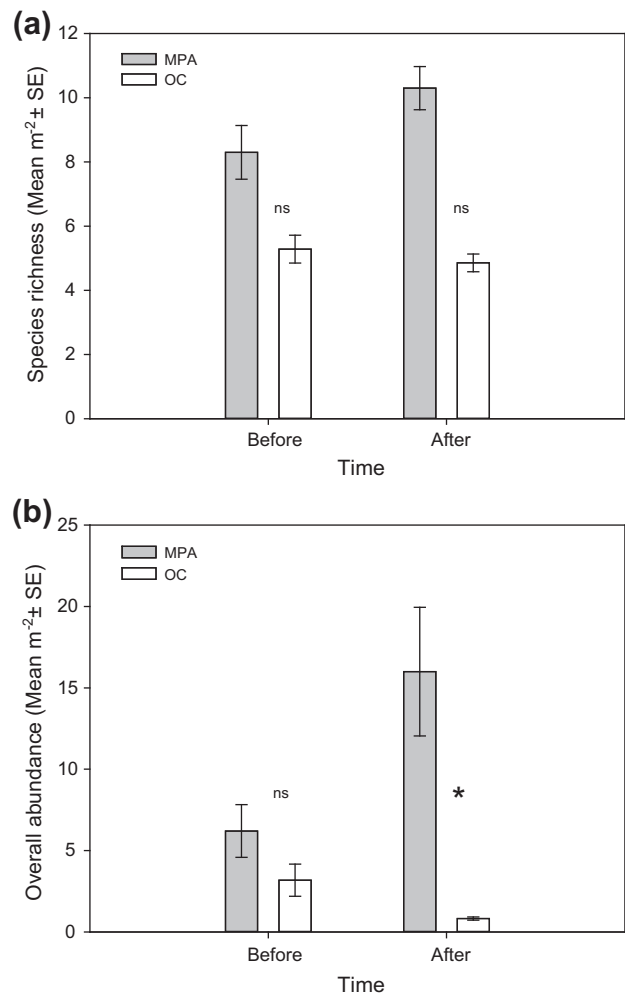 (a)
12
10
8
6
4
2
0
Species richness (Mean m⁻²± SE)
MPA
OC
ns
ns
Before
After
Time
(b)
25
20
15
10
5
0
Overall abundance (Mean m⁻²± SE)
MPA
OC
ns
*
Before
After
Time